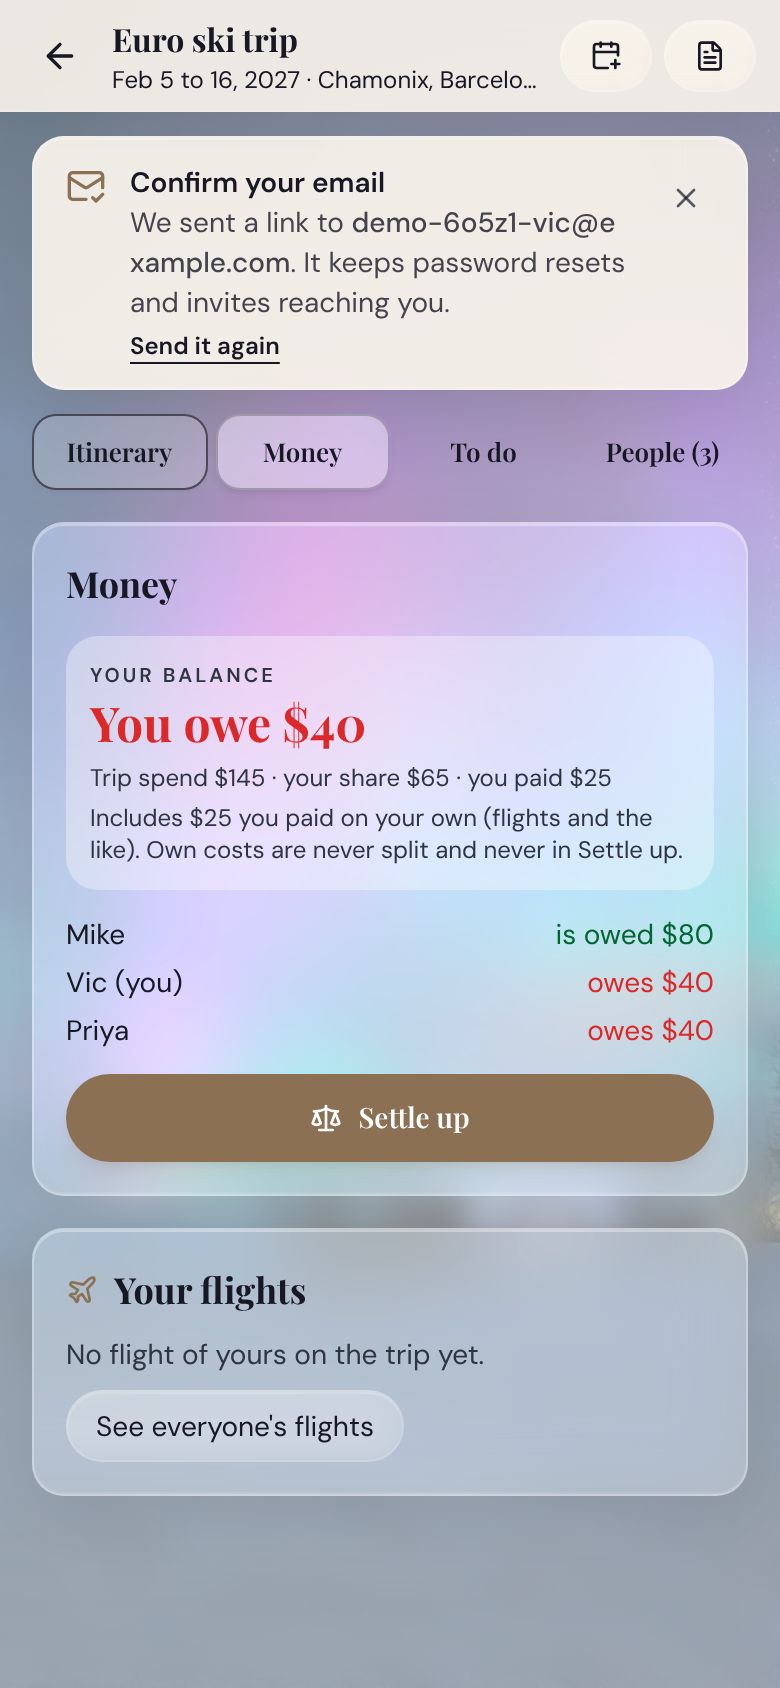 Euro ski trip
Feb 5 to 16, 2027 · Chamonix, Barcelo...
Confirm your email
We sent a link to demo-6o5z1-vic@e
xample.com. It keeps password resets
and invites reaching you.
Send it again
Itinerary Money To do People (3)
Money
YOUR BALANCE
You owe $40
Trip spend $145 · your share $65 · you paid $25
Includes $25 you paid on your own (flights and the
like). Own costs are never split and never in Settle up.
Mike is owed $80
Vic (you) owes $40
Priya owes $40
Settle up
Your flights
No flight of yours on the trip yet.
See everyone's flights